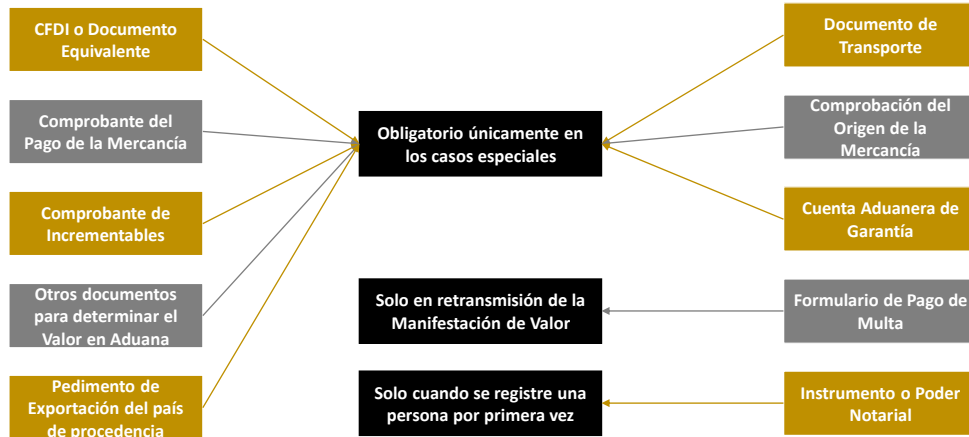 CFDI o Documento
Equivalente
Comprobante del
Pago de la Mercancía
Comprobante de
Incrementables
Otros documentos
para determinar el
Valor en Aduana
Pedimento de
Exportación del país
de procedencia
Obligatorio únicamente en
los casos especiales
Solo en retransmisión de la
Manifestación de Valor
Solo cuando se registre una
persona por primera vez
Documento de
Transporte
Comprobación del
Origen de la
Mercancía
Cuenta Aduanera de
Garantía
Formulario de Pago de
Multa
Instrumento o Poder
Notarial